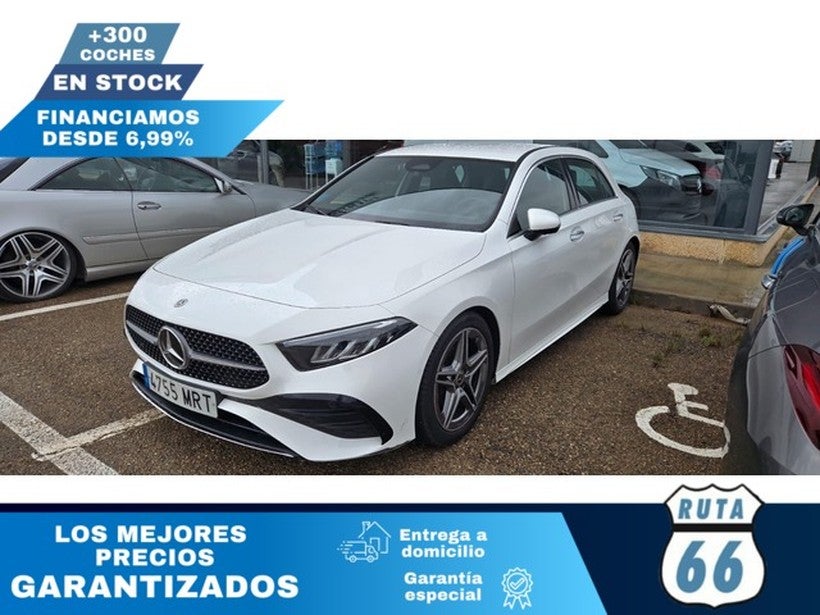 +300
COCHES
EN STOCK
FINANCIAMOS
DESDE 6,99%
4755 MRT
LOS MEJORES
PRECIOS
GARANTIZADOS
Entrega a
domicilio
Garantía
especial
RUTA
66